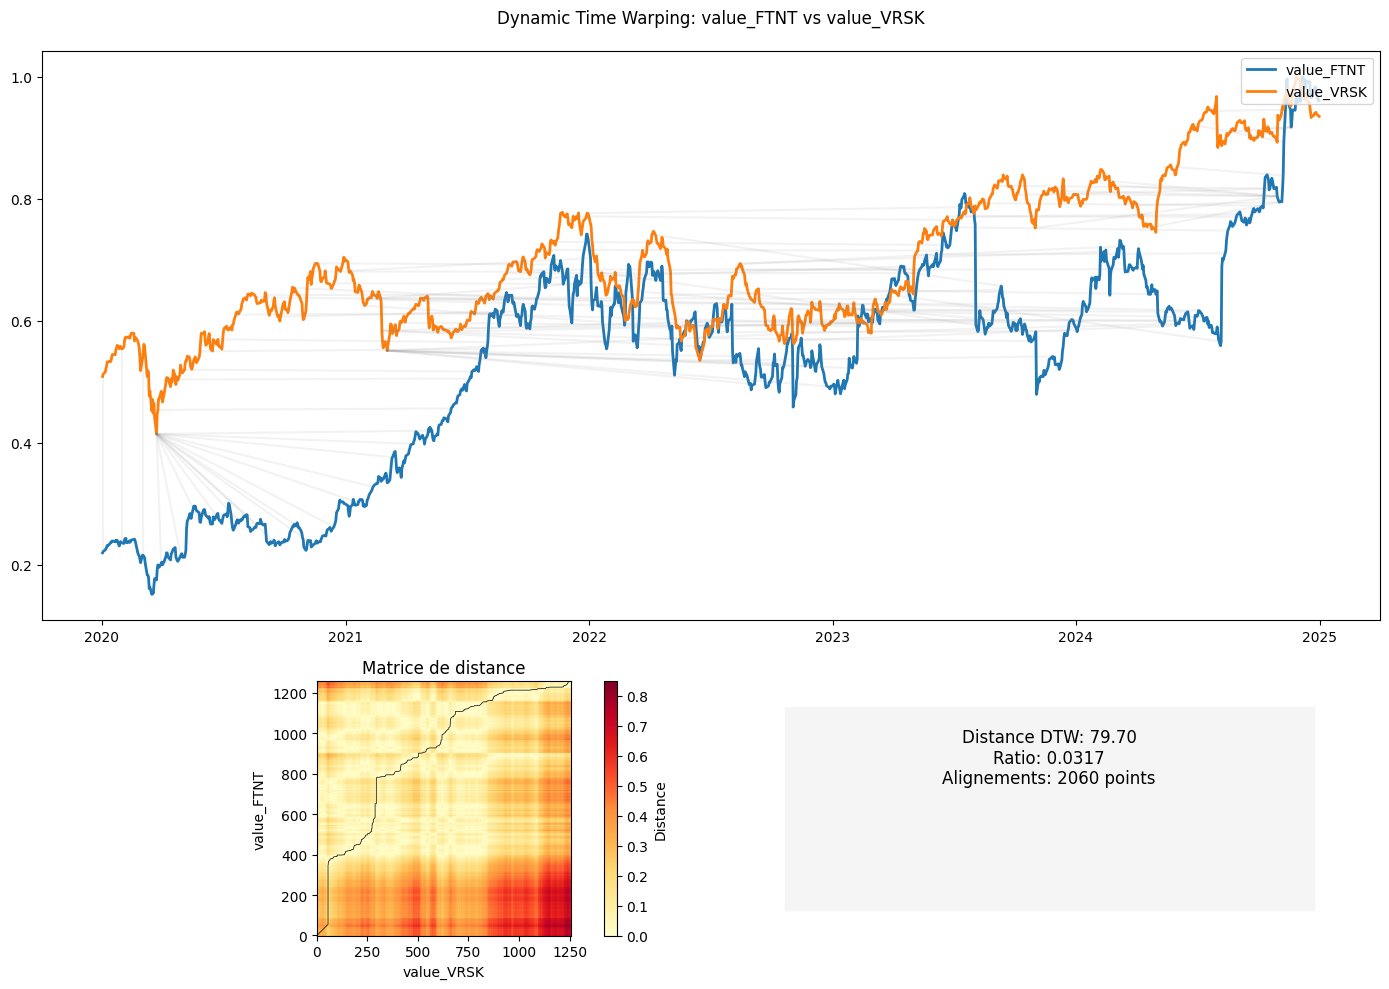 Dynamic Time Warping: value_FTNT vs value_VRSK
value_FTNT
value_VRSK
1.0
0.8
0.6
0.4
0.2
2020 2021 2022 2023 2024 2025
Matrice de distance
1200
1000
800
600
400
200
0
value_FTNT
0 250 500 750 1000 1250
value_VRSK
0.8
0.7
0.6
0.5
0.4
0.3
0.2
0.1
0.0
Distance
Distance DTW: 79.70
Ratio: 0.0317
Alignements: 2060 points